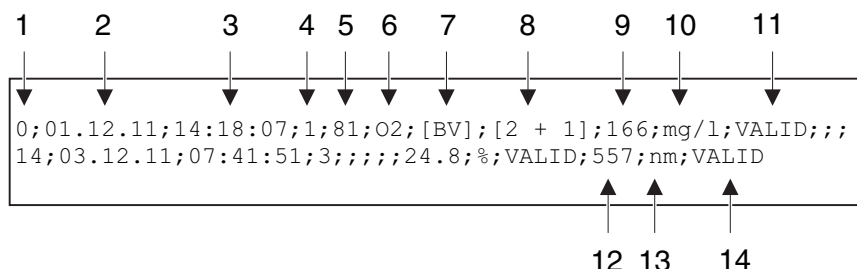 1 2 3 4 5 6 7 8 9 10 11
0;01.12.11;14:18:07;1;81;O2;[BV];[2 + 1];166;mg/l;VALID;;;
14;03.12.11;07:41:51;3;;;;;24.8;%;VALID;557;nm;VALID
12 13 14